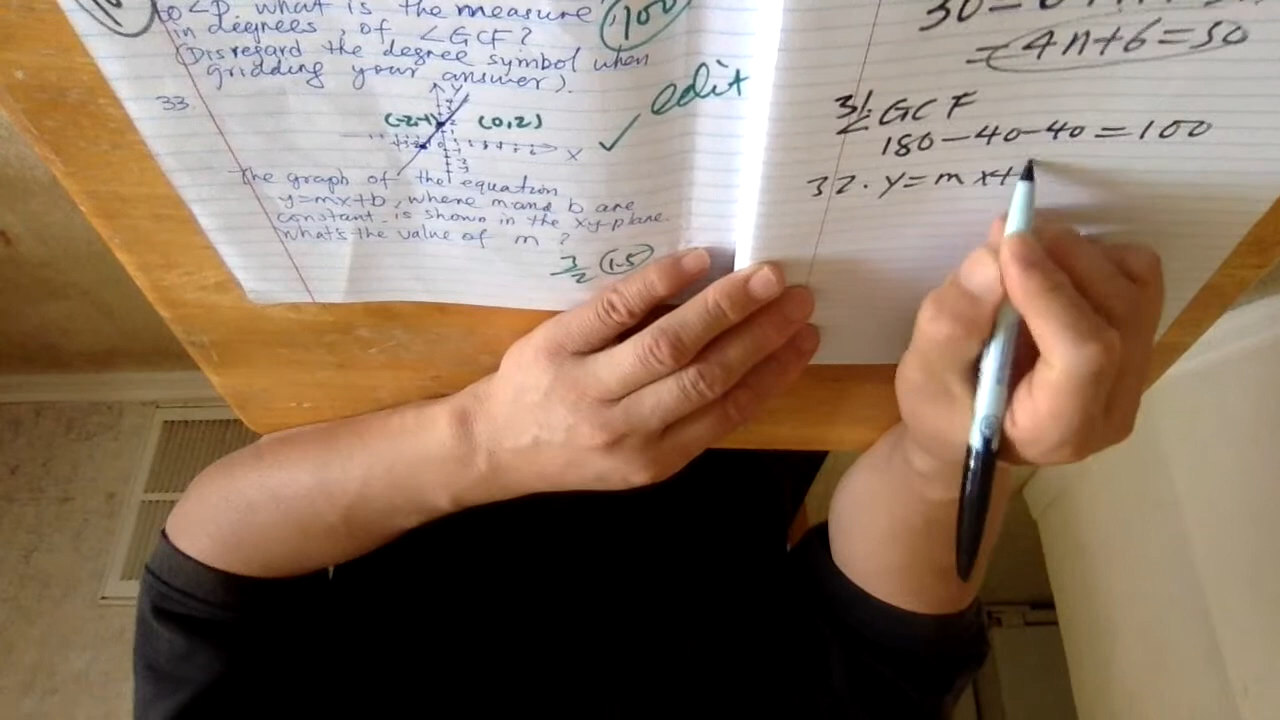 to ∠D, what is the measure,
in degrees, of ∠GCF?
(Disregard the degree symbol when
gridding your answer).
100
edit
33
y
(-2,-1) (0,2)
x
The graph of the equation
y=mx+b, where m and b are
constant is shown in the xy-plane.
What's the value of m ?
3/2 (1.5)
30=
=4n+6=30
31. GCF
180-40-40=100
32. y=mx+